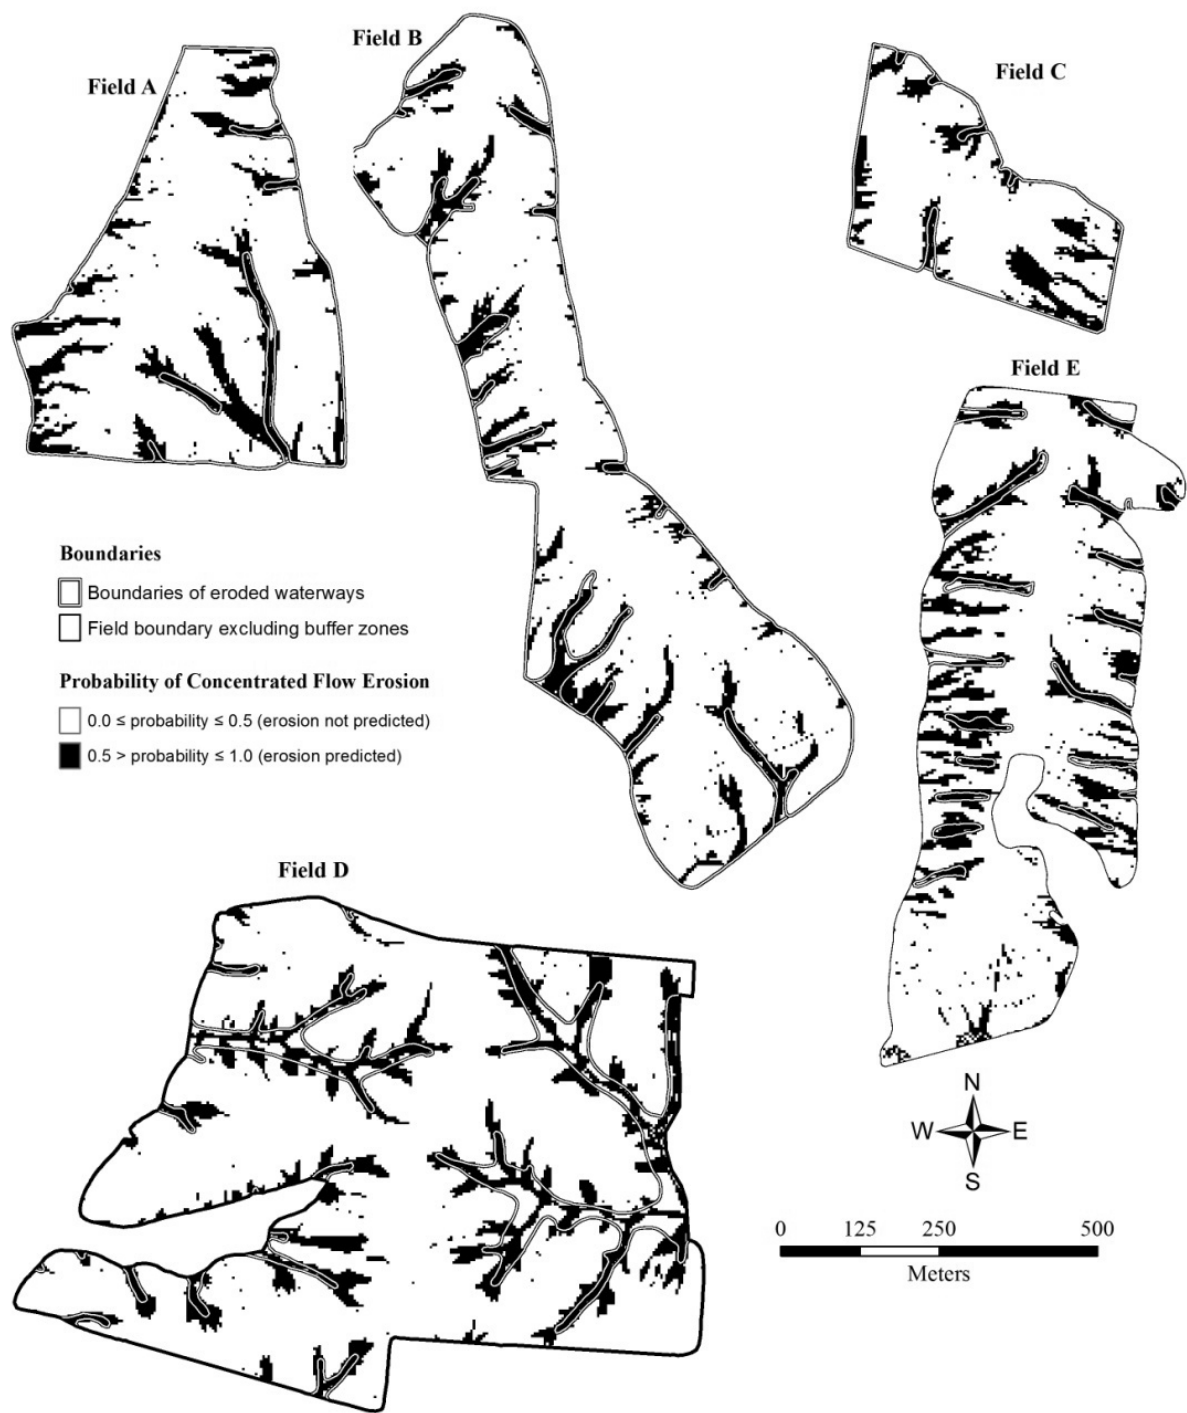 Field A
Field B
Field C
Field E
Boundaries
Boundaries of eroded waterways
Field boundary excluding buffer zones
Probability of Concentrated Flow Erosion
0.0 ≤ probability ≤ 0.5 (erosion not predicted)
0.5 > probability ≤ 1.0 (erosion predicted)
Field D
N
W E
S
0 125 250 500
Meters